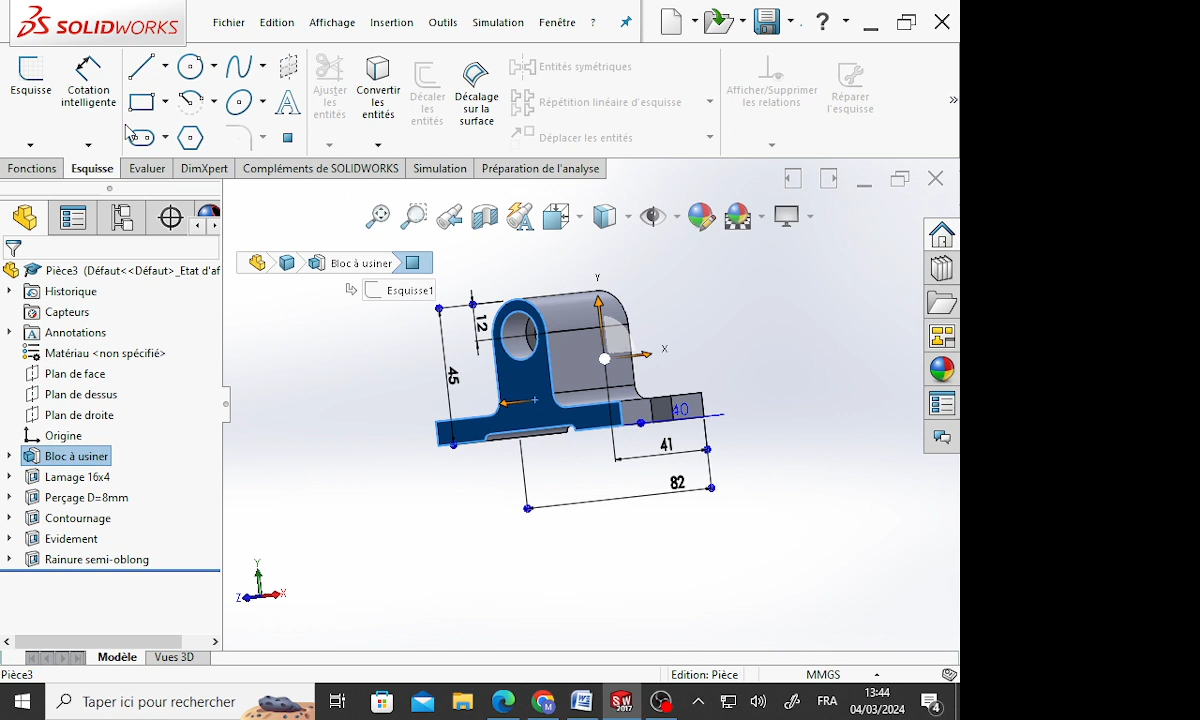 SOLIDWORKS
Fichier Edition Affichage Insertion Outils Simulation Fenêtre ?
Esquisse
Cotation intelligente
Ajuster les entités
Convertir les entités
Décaler les entités
Décalage sur la surface
Entités symétriques
Répétition linéaire d'esquisse
Déplacer les entités
Afficher/Supprimer les relations
Réparer l'esquisse
Fonctions Esquisse Evaluer DimXpert Compléments de SOLIDWORKS Simulation Préparation de l'analyse
Pièce3 (Défaut<<Défaut>_Etat d'af
Historique
Capteurs
Annotations
Matériau <non spécifié>
Plan de face
Plan de dessus
Plan de droite
Origine
Bloc à usiner
Lamage 16x4
Perçage D=8mm
Contournage
Evidement
Rainure semi-oblong
Bloc à usiner
Esquisse1
Y
X
12
45
40
41
82
Y
Z
X
Modèle Vues 3D
Pièce3
Edition: Pièce
MMGS
Taper ici pour rechercher
SW
2017
FRA
13:44
04/03/2024
4